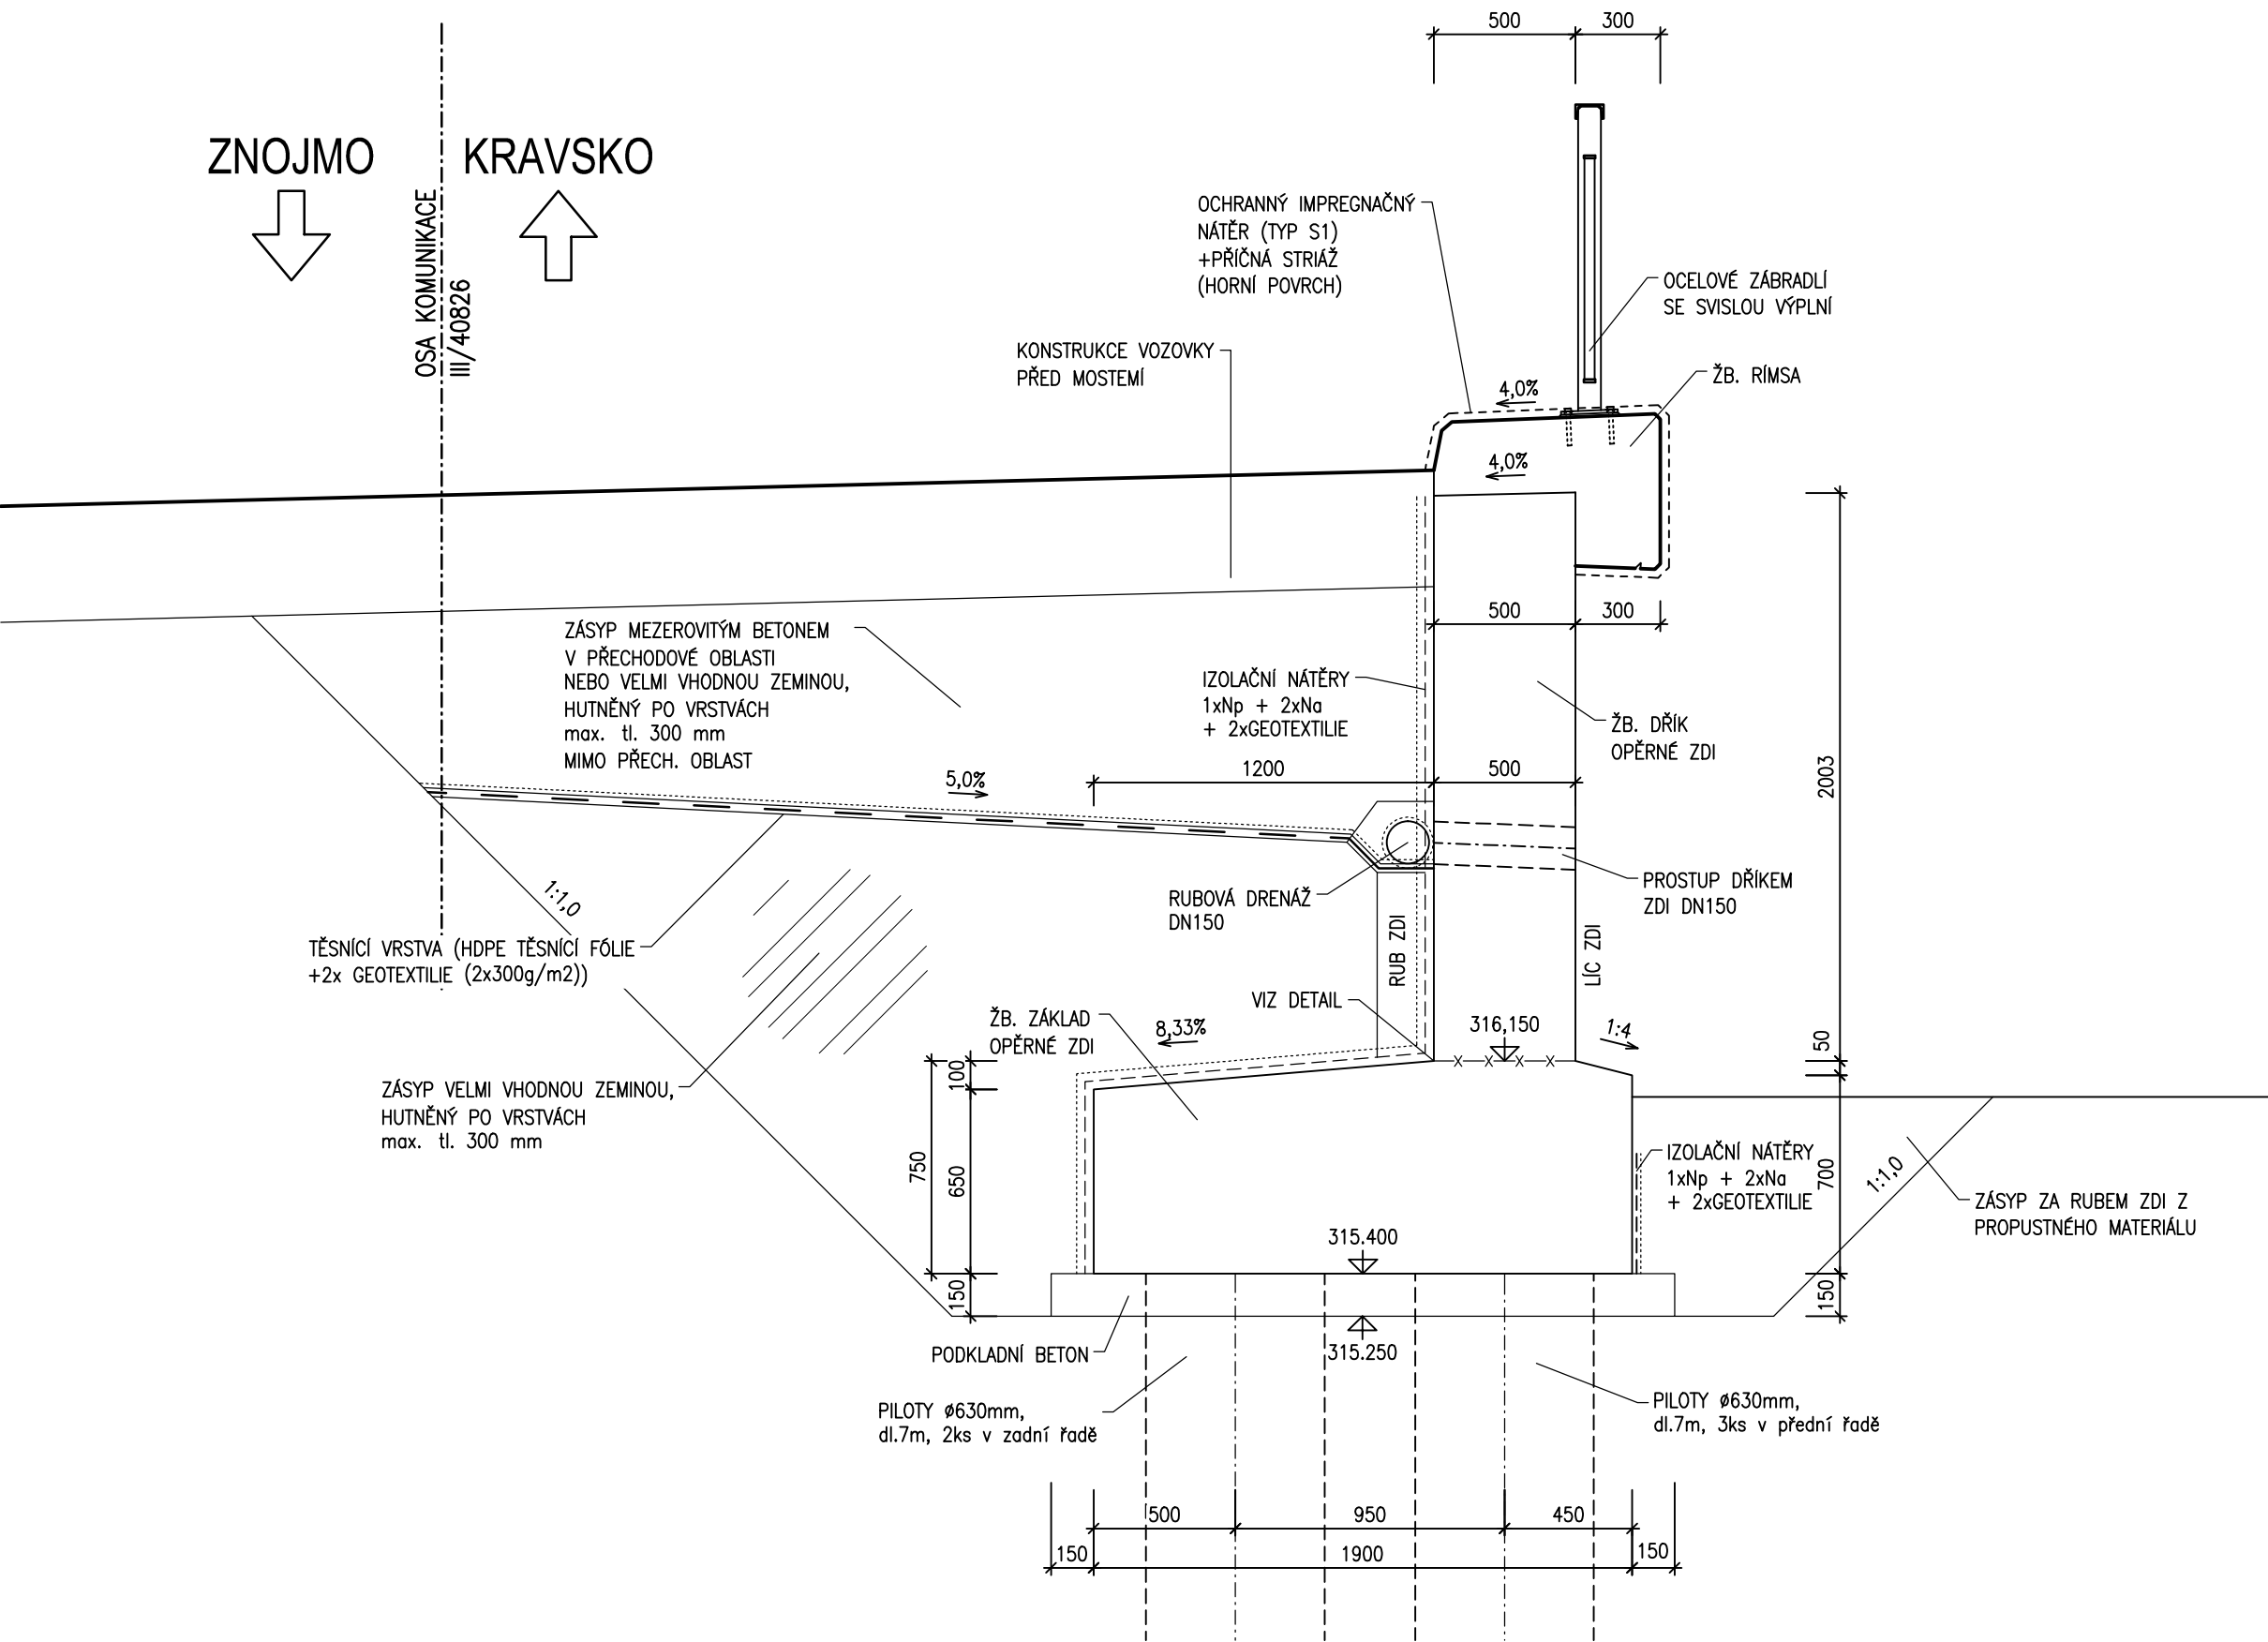 500
300
ZNOJMO
KRAVSKO
OSA KOMUNIKACE
III/40826
OCHRANNÝ IMPREGNAČNÝ
NÁTĚR (TYP S1)
+PŘÍČNÁ STRIÁŽ
(HORNÍ POVRCH)
OCELOVÉ ZÁBRADLÍ
SE SVISLOU VÝPLNÍ
KONSTRUKCE VOZOVKY
PŘED MOSTEMÍ
ŽB. RÍMSA
4,0%
4,0%
500
300
ZÁSYP MEZEROVITÝM BETONEM
V PŘECHODOVÉ OBLASTI
NEBO VELMI VHODNOU ZEMINOU,
HUTNĚNÝ PO VRSTVÁCH
max. tl. 300 mm
MIMO PŘECH. OBLAST
IZOLAČNÍ NÁTĚRY
1xNp + 2xNa
+ 2xGEOTEXTILIE
ŽB. DŘÍK
OPĚRNÉ ZDI
2003
5,0%
1200
500
1:1,0
RUBOVÁ DRENÁŽ
DN150
PROSTUP DŘÍKEM
ZDI DN150
TĚSNÍCÍ VRSTVA (HDPE TĚSNÍCÍ FÓLIE
+2x GEOTEXTILIE (2x300g/m2))
RUB ZDI
LÍC ZDI
VIZ DETAIL
ŽB. ZÁKLAD
OPĚRNÉ ZDI
8,33%
316,150
1:4
50
100
ZÁSYP VELMI VHODNOU ZEMINOU,
HUTNĚNÝ PO VRSTVÁCH
max. tl. 300 mm
750
650
IZOLAČNÍ NÁTĚRY
1xNp + 2xNa
+ 2xGEOTEXTILIE
700
1:1,0
ZÁSYP ZA RUBEM ZDI Z
PROPUSTNÉHO MATERIÁLU
315.400
150
150
PODKLADNÍ BETON
315.250
PILOTY ø630mm,
dl.7m, 2ks v zadní řadě
PILOTY ø630mm,
dl.7m, 3ks v přední řadě
500
950
450
150
1900
150